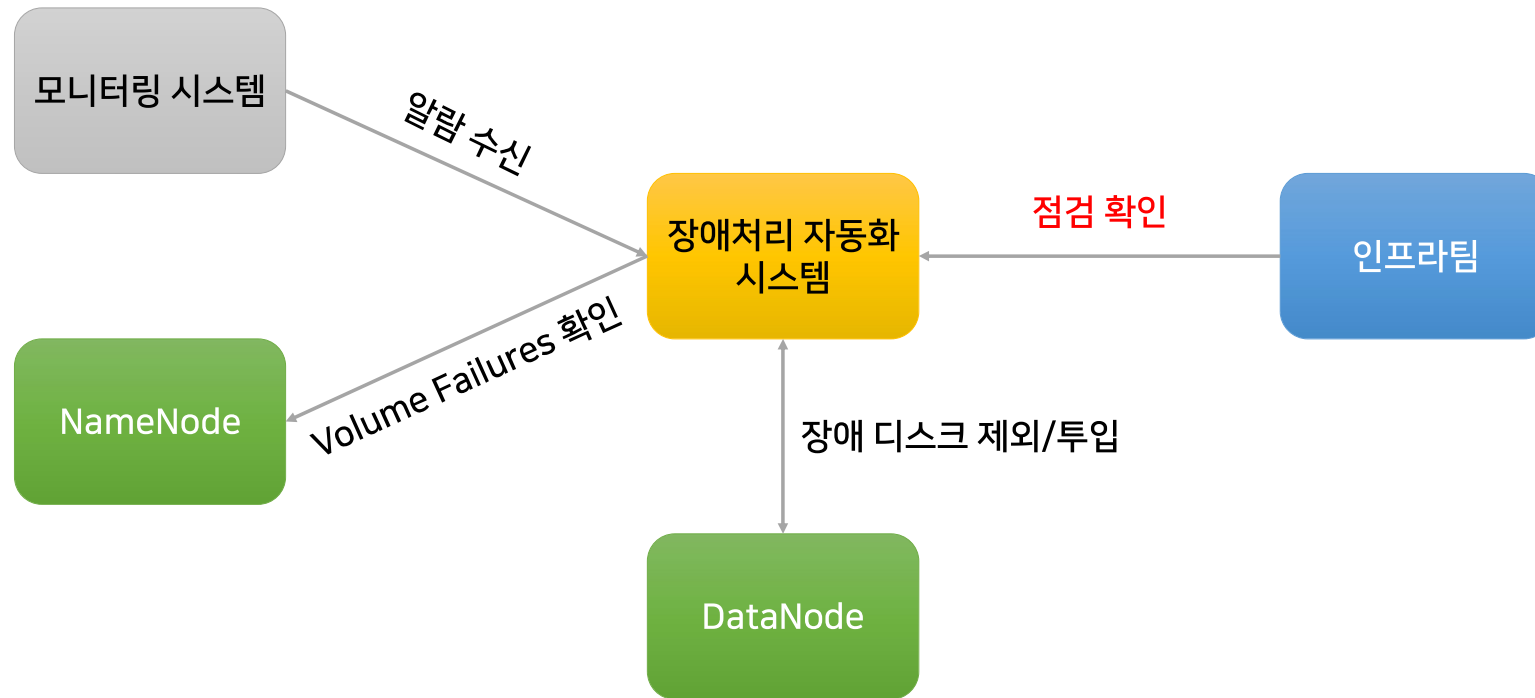 모니터링 시스템
알람 수신
장애처리 자동화
시스템
점검 확인
인프라팀
Volume Failures 확인
NameNode
장애 디스크 제외/투입
DataNode